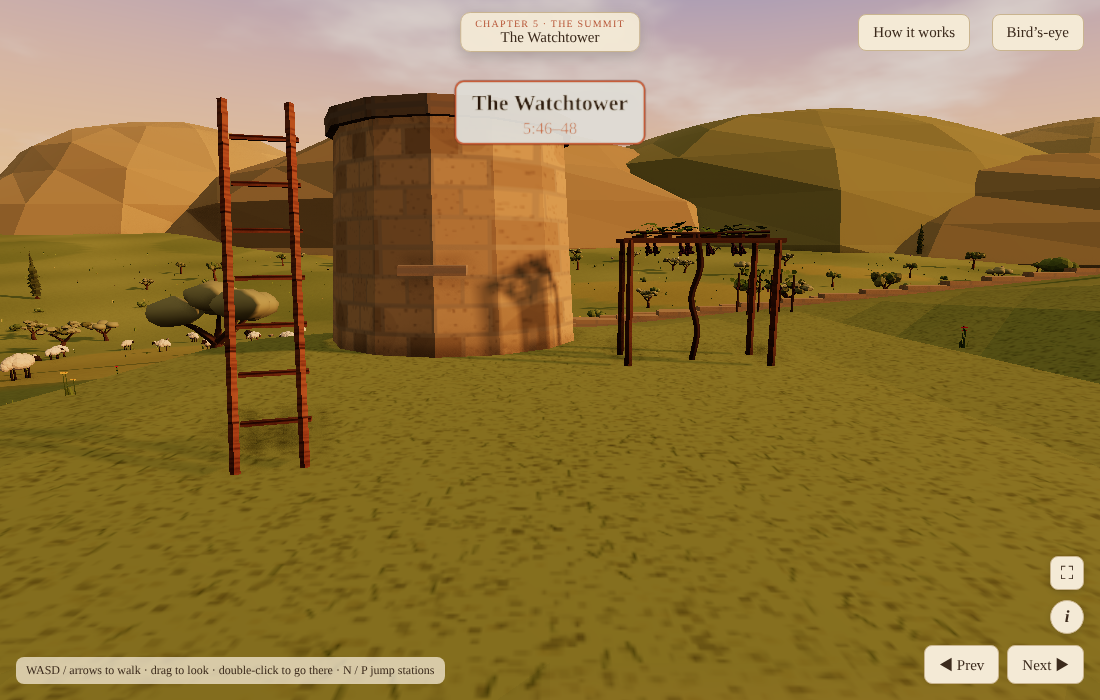 CHAPTER 5 · THE SUMMIT
The Watchtower
How it works
Bird’s-eye
The Watchtower
5:46–48
i
WASD / arrows to walk · drag to look · double-click to go there · N / P jump stations
◀ Prev
Next ▶